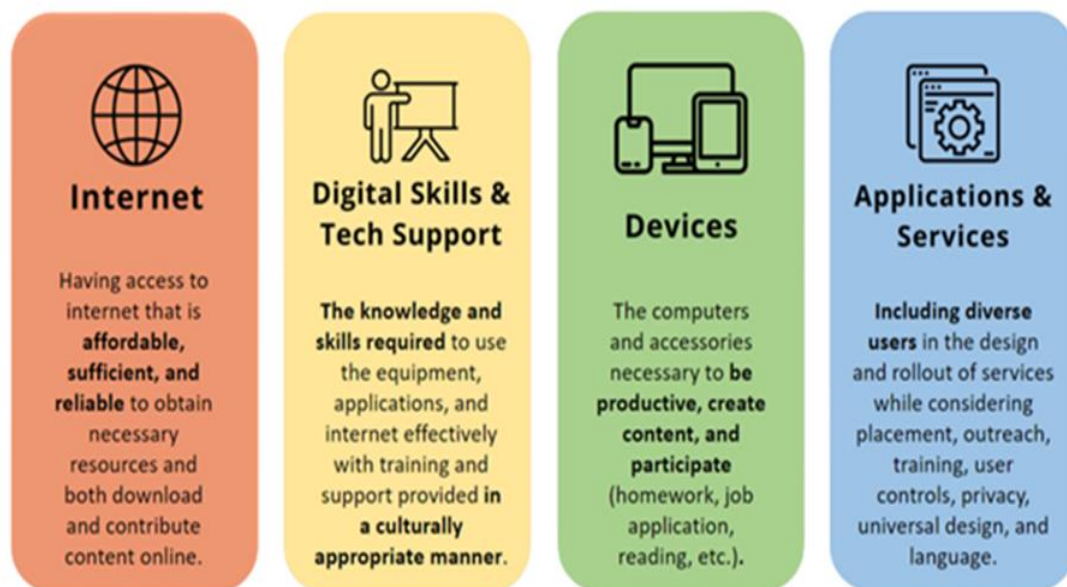 Internet
Having access to
internet that is
affordable,
sufficient, and
reliable to obtain
necessary
resources and
both download
and contribute
content online.
Digital Skills &
Tech Support
The knowledge and
skills required to use
the equipment,
applications, and
internet effectively
with training and
support provided in
a culturally
appropriate manner.
Devices
The computers
and accessories
necessary to be
productive, create
content, and
participate
(homework, job
application,
reading, etc.).
Applications &
Services
Including diverse
users in the design
and rollout of services
while considering
placement, outreach,
training, user
controls, privacy,
universal design, and
language.